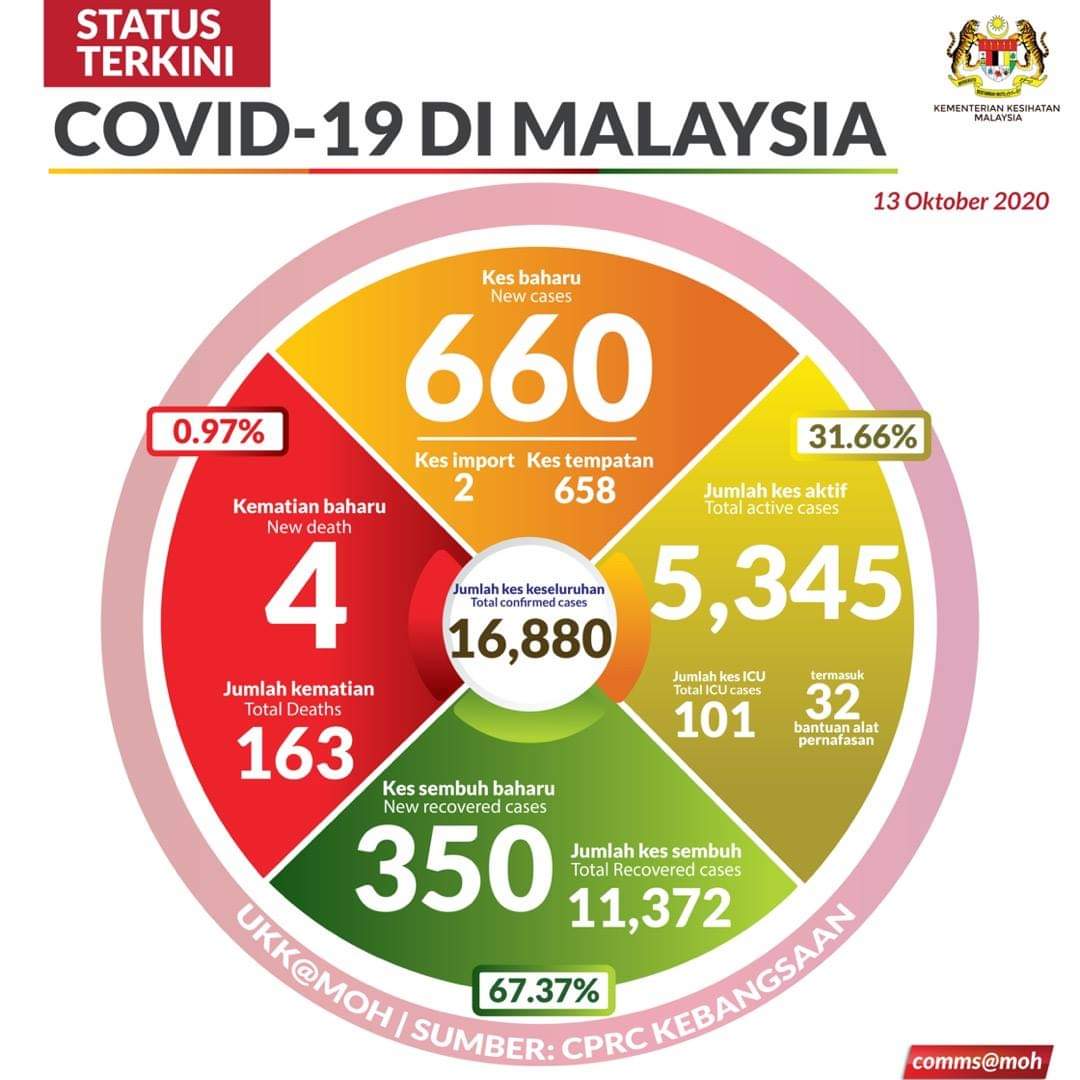 STATUS
TERKINI
COVID-19 DI MALAYSIA
KEMENTERIAN KESIHATAN
MALAYSIA
13 Oktober 2020
Kes baharu
New cases
660
Kes import
2
Kes tempatan
658
0.97%
Kematian baharu
New death
4
Jumlah kematian
Total Deaths
163
31.66%
Jumlah kes aktif
Total active cases
5,345
Jumlah kes ICU
Total ICU cases
101
termasuk
32
bantuan alat
pernafasan
Jumlah kes keseluruhan
Total confirmed cases
16,880
Kes sembuh baharu
New recovered cases
350
Jumlah kes sembuh
Total Recovered cases
11,372
67.37%
UKK@MOH | SUMBER: CPRC KEBANGSAAN
comms@moh